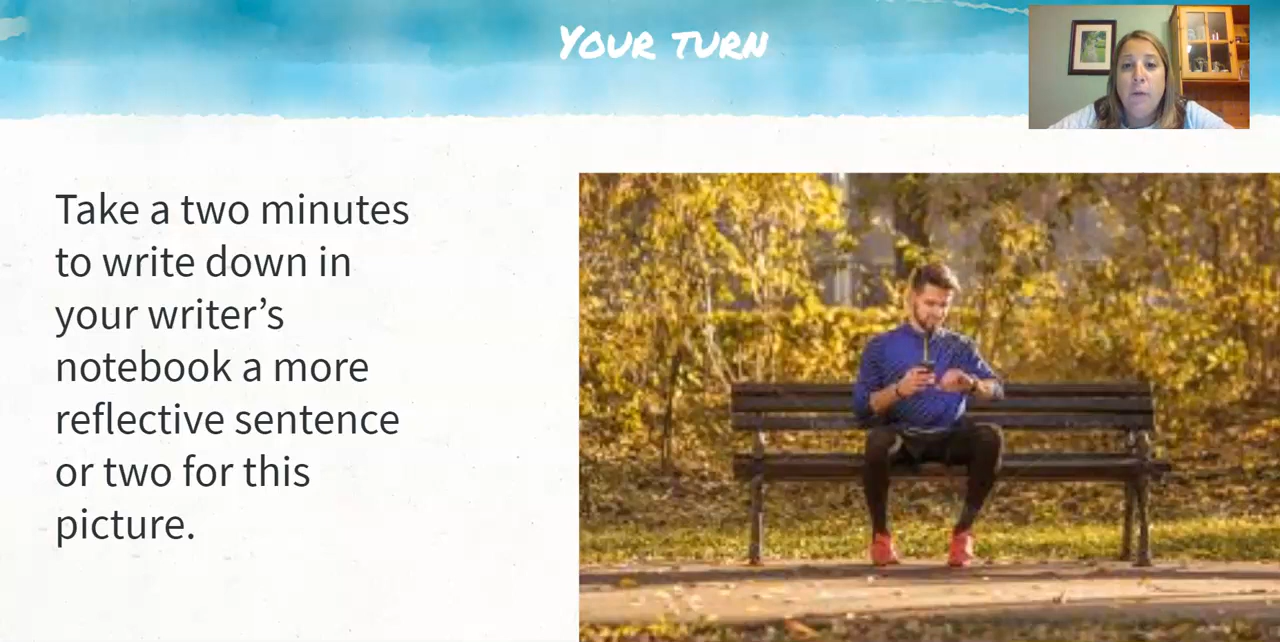 Your turn
Take a two minutes
to write down in
your writer’s
notebook a more
reflective sentence
or two for this
picture.